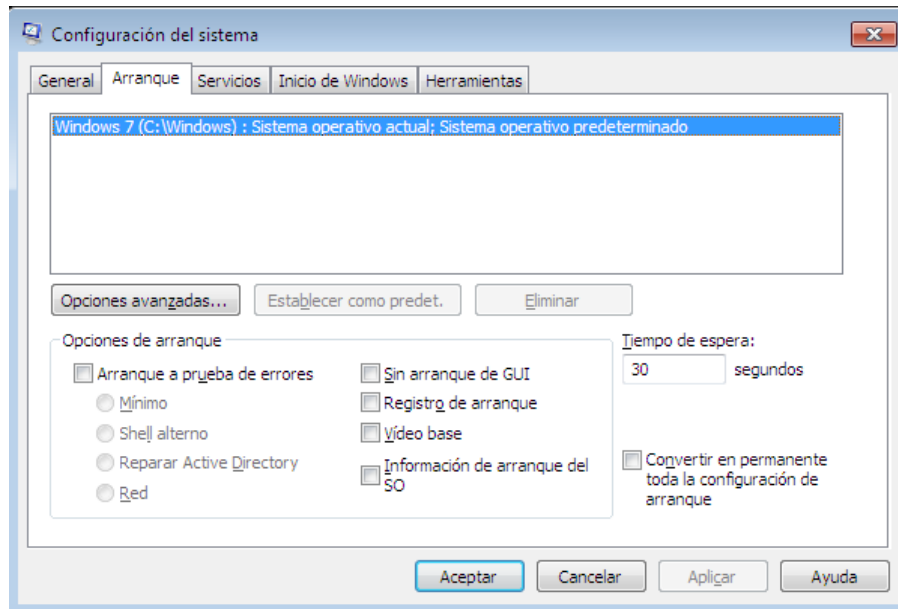 Configuración del sistema
General Arranque Servicios Inicio de Windows Herramientas
Windows 7 (C:\Windows) : Sistema operativo actual; Sistema operativo predeterminado
Opciones avanzadas... Establecer como predet. Eliminar
Opciones de arranque
Arranque a prueba de errores
Mínimo
Shell alterno
Reparar Active Directory
Red
Sin arranque de GUI
Registro de arranque
Vídeo base
Información de arranque del
SO
Tiempo de espera:
30 segundos
Convertir en permanente
toda la configuración de
arranque
Aceptar Cancelar Aplicar Ayuda